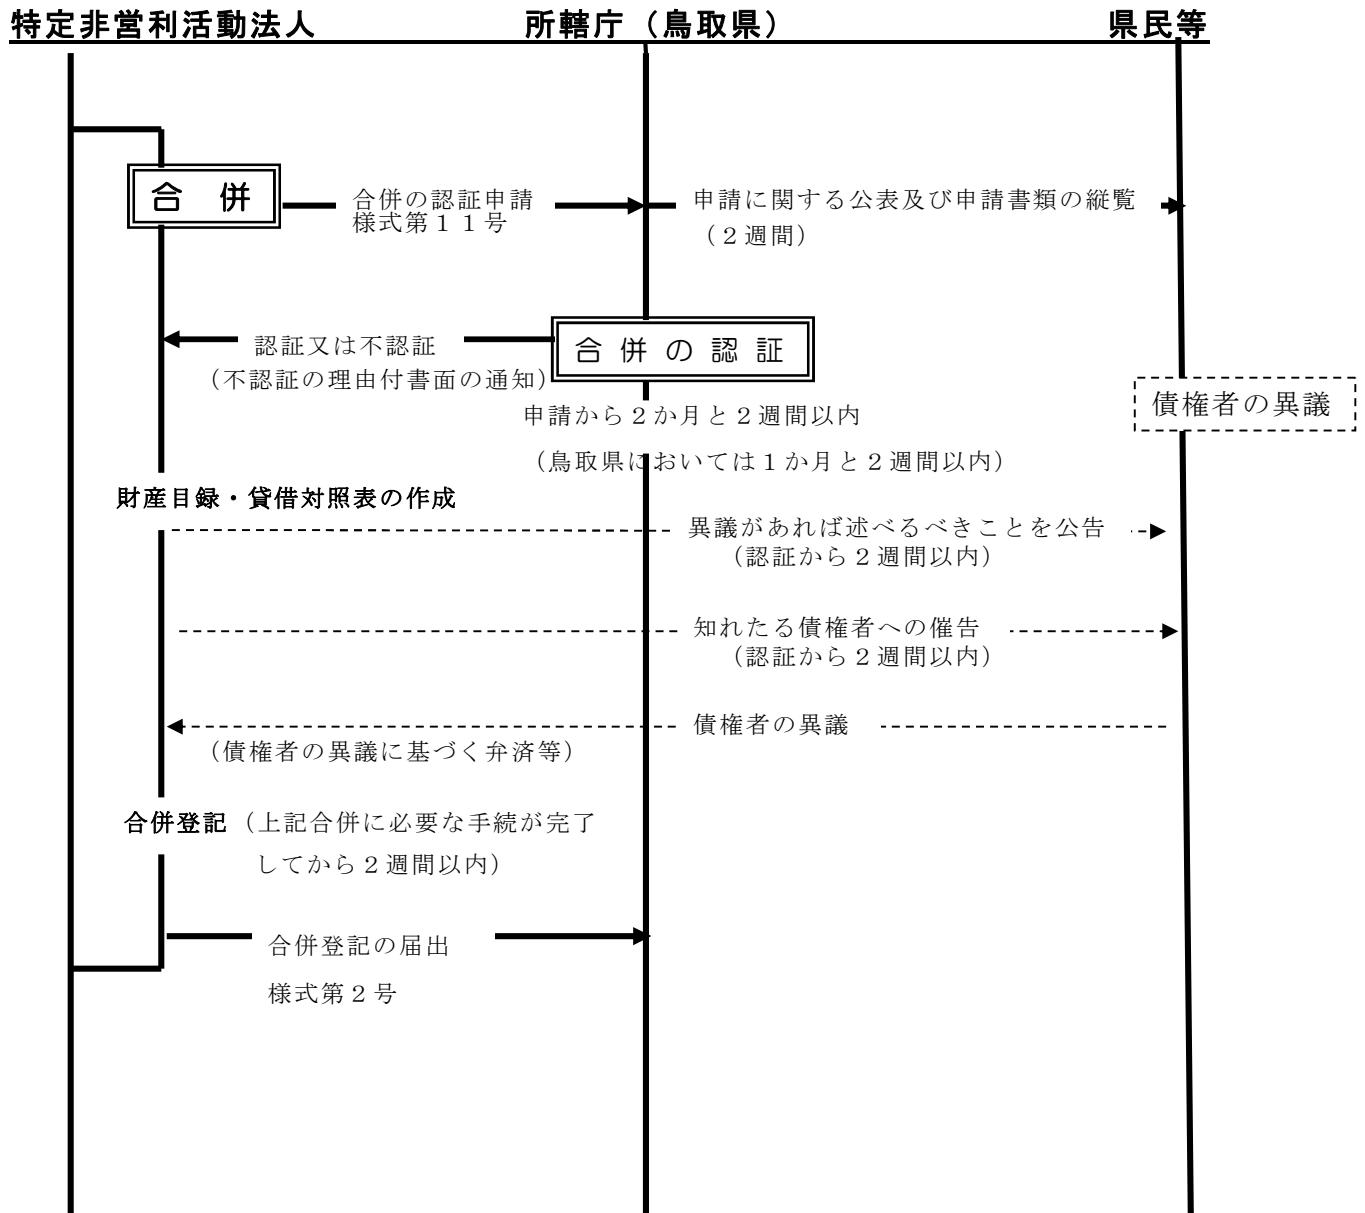 特定非営利活動法人
所轄庁（鳥取県）
県民等
合　併
合併の認証申請
様式第１１号
申請に関する公表及び申請書類の縦覧
（２週間）
認証又は不認証
（不認証の理由付書面の通知）
合併の認証
申請から２か月と２週間以内
（鳥取県においては１か月と２週間以内）
債権者の異議
財産目録・貸借対照表の作成
異議があれば述べるべきことを公告
（認証から２週間以内）
知れたる債権者への催告
（認証から２週間以内）
債権者の異議
（債権者の異議に基づく弁済等）
合併登記（上記合併に必要な手続が完了
してから２週間以内）
合併登記の届出
様式第２号